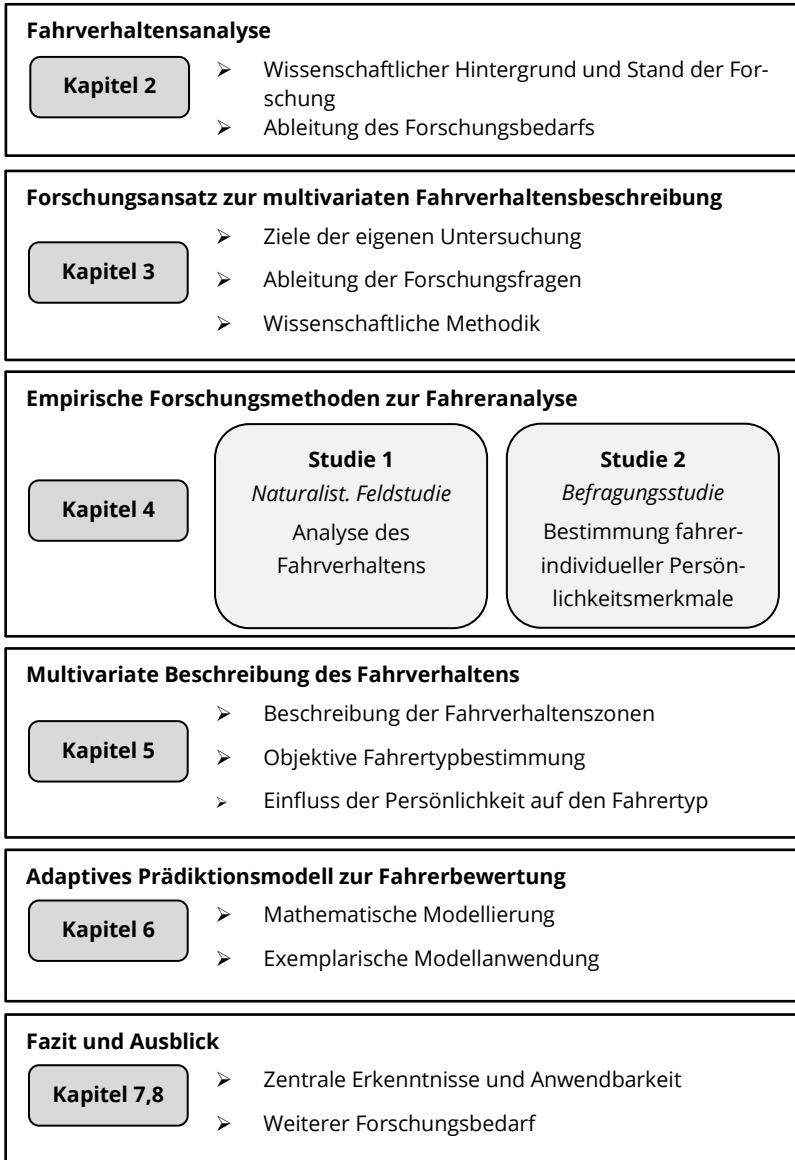 Fahrverhaltensanalyse
Kapitel 2
➢ Wissenschaftlicher Hintergrund und Stand der For-
schung
➢ Ableitung des Forschungsbedarfs
Forschungsansatz zur multivariaten Fahrverhaltensbeschreibung
Kapitel 3
➢ Ziele der eigenen Untersuchung
➢ Ableitung der Forschungsfragen
➢ Wissenschaftliche Methodik
Empirische Forschungsmethoden zur Fahreranalyse
Kapitel 4
Studie 1
Naturalist. Feldstudie
Analyse des
Fahrverhaltens
Studie 2
Befragungsstudie
Bestimmung fahrer-
individueller Persön-
lichkeitsmerkmale
Multivariate Beschreibung des Fahrverhaltens
Kapitel 5
➢ Beschreibung der Fahrverhaltenszonen
➢ Objektive Fahrertypbestimmung
➢ Einfluss der Persönlichkeit auf den Fahrertyp
Adaptives Prädiktionsmodell zur Fahrerbewertung
Kapitel 6
➢ Mathematische Modellierung
➢ Exemplarische Modellanwendung
Fazit und Ausblick
Kapitel 7,8
➢ Zentrale Erkenntnisse und Anwendbarkeit
➢ Weiterer Forschungsbedarf